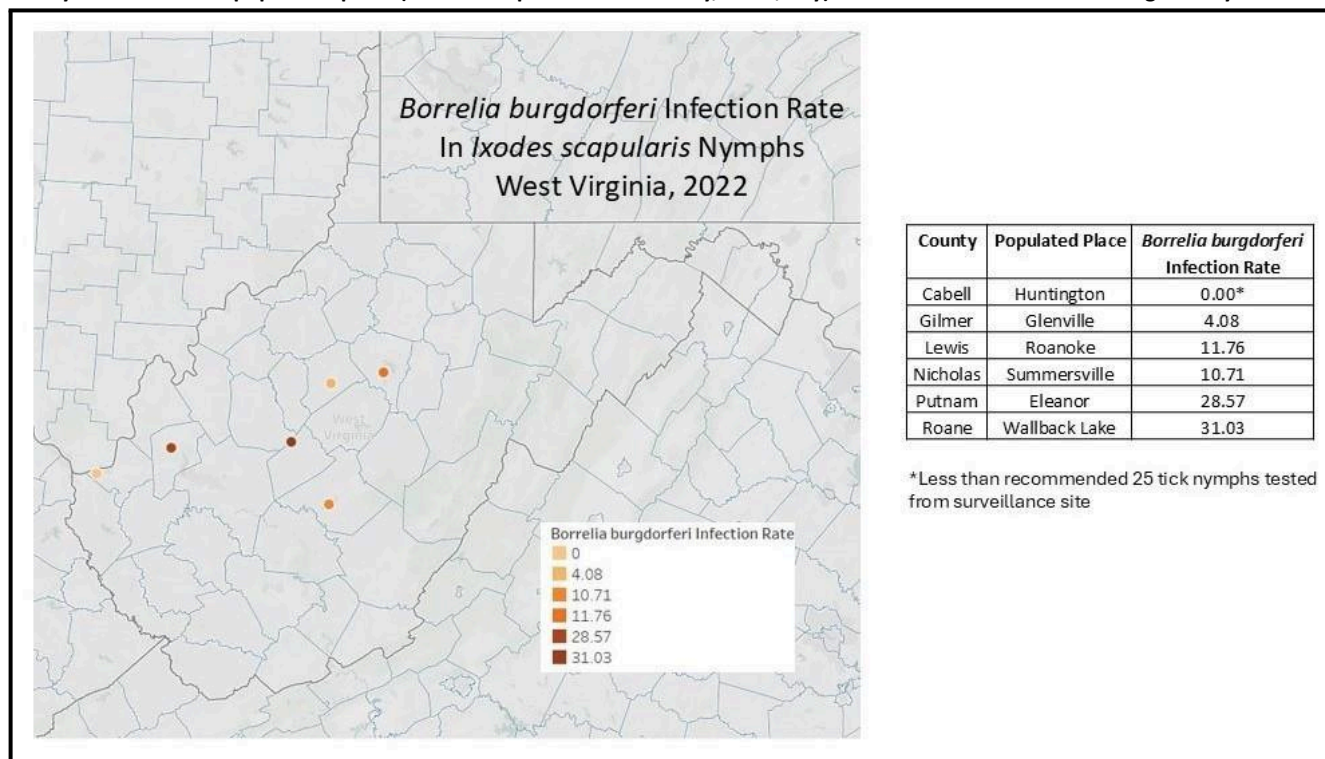 Borrelia burgdorferi Infection Rate
In Ixodes scapularis Nymphs
West Virginia, 2022
West
Virginia
Borrelia burgdorferi Infection Rate
0
4.08
10.71
11.76
28.57
31.03
County Populated Place Borrelia burgdorferi
Infection Rate
Cabell Huntington 0.00*
Gilmer Glenville 4.08
Lewis Roanoke 11.76
Nicholas Summersville 10.71
Putnam Eleanor 28.57
Roane Wallback Lake 31.03
*Less than recommended 25 tick nymphs tested
from surveillance site